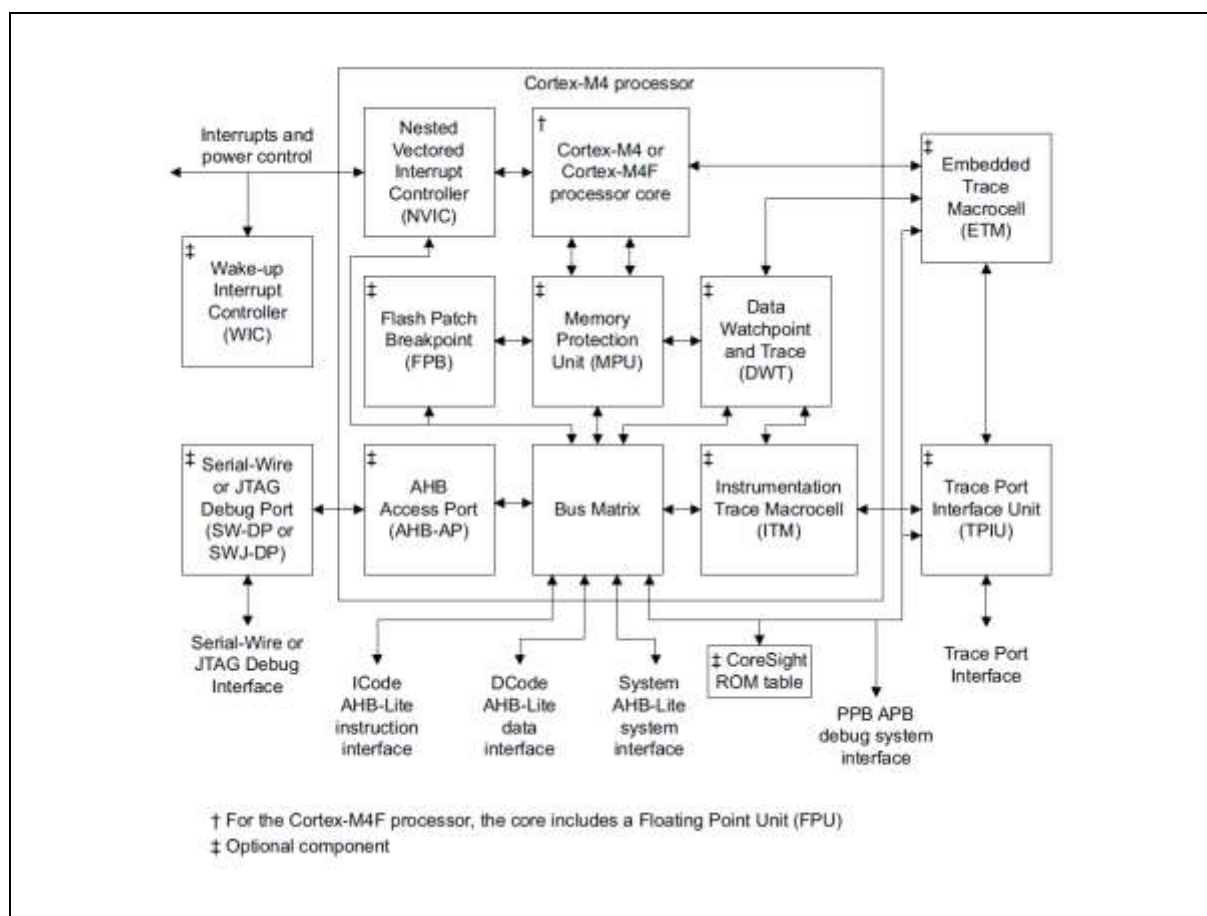 Cortex-M4 processor
Interrupts and
power control
Nested
Vectored
Interrupt
Controller
(NVIC)
†
Cortex-M4 or
Cortex-M4F
processor core
‡
Embedded
Trace
Macrocell
(ETM)
‡
Wake-up
Interrupt
Controller
(WIC)
‡
Flash Patch
Breakpoint
(FPB)
‡
Memory
Protection
Unit (MPU)
‡
Data
Watchpoint
and Trace
(DWT)
‡
Serial-Wire
or JTAG
Debug Port
(SW-DP or
SWJ-DP)
‡
AHB
Access Port
(AHB-AP)
Bus Matrix
‡
Instrumentation
Trace Macrocell
(ITM)
‡
Trace Port
Interface Unit
(TPIU)
Serial-Wire or
JTAG Debug
Interface
ICode
AHB-Lite
instruction
interface
DCode
AHB-Lite
data
interface
System
AHB-Lite
system
interface
‡ CoreSight
ROM table
PPB APB
debug system
interface
Trace Port
Interface
† For the Cortex-M4F processor, the core includes a Floating Point Unit (FPU)
‡ Optional component